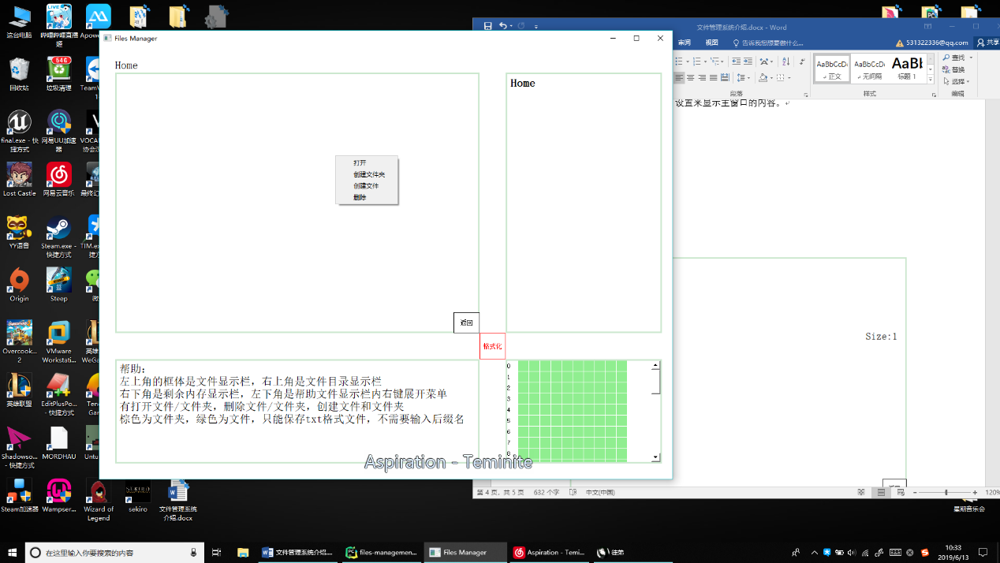 这台电脑
哔哩哔哩直播姬
Apowe
回收站
546
垃圾清理
TeamV
final.exe - 快捷方式
网易UU加速器
VOCA
协会
Lost Castle
网易云音乐
最终幻
YY语音
Steam.exe - 快捷方式
TIM.ex
捷方
Origin
Steep
微
Overcook... 2
VMware Workstati...
英雄
WeGa
英雄联盟
EditPlusPo... - 快捷方式
Ten
Gan
Shadowso... - 快捷方式
MORDHAU
Untu
Steam加速器
Wampser...
Wizard of Legend
sekiro
文件管理系统介绍.docx
Files Manager
Home
Home
打开
创建文件夹
创建文件
删除
返回
格式化
帮助:
左上角的框体是文件显示栏，右上角是文件目录显示栏
右下角是剩余内存显示栏，左下角是帮助文件显示栏内右键展开菜单
有打开文件/文件夹，删除文件/文件夹，创建文件和文件夹
棕色为文件夹，绿色为文件，只能保存txt格式文件，不需要输入后缀名
0
1
2
3
4
5
6
7
8
Aspiration - Teminite
文件管理系统介绍.docx - Word
审阅
视图
告诉我您想要做什么...
531322336@qq.com
共享
AaBbCcDc
正文
AaBbCcDc
无间隔
AaBb
标题 1
查找
替换
选择
段落
样式
编辑
设置来显示主窗口的内容。
Size:1
第 4 页，共 5 页
632 个字
中文(中国)
120%
星期音乐会
在这里输入你要搜索的内容
文件管理系统介绍....
files-managemen...
Files Manager
Aspiration - Temi...
徒弟
10:33
2019/6/13